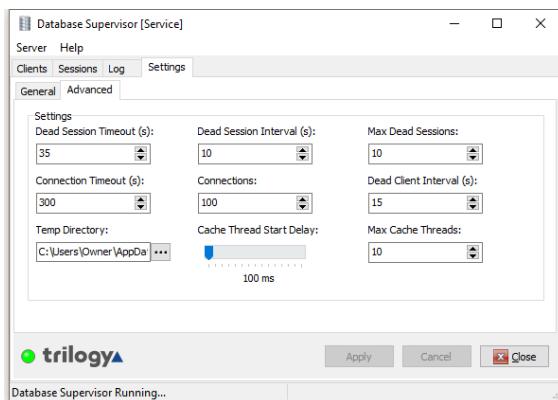 Database Supervisor [Service]
Server Help
Clients Sessions Log Settings
General Advanced
Settings
Dead Session Timeout (s): Dead Session Interval (s): Max Dead Sessions:
35 10 10
Connection Timeout (s): Connections: Dead Client Interval (s):
300 100 15
Temp Directory: Cache Thread Start Delay: Max Cache Threads:
C:\Users\Owner\AppDa ... 10
100 ms
trilogy Apply Cancel Close
Database Supervisor Running...